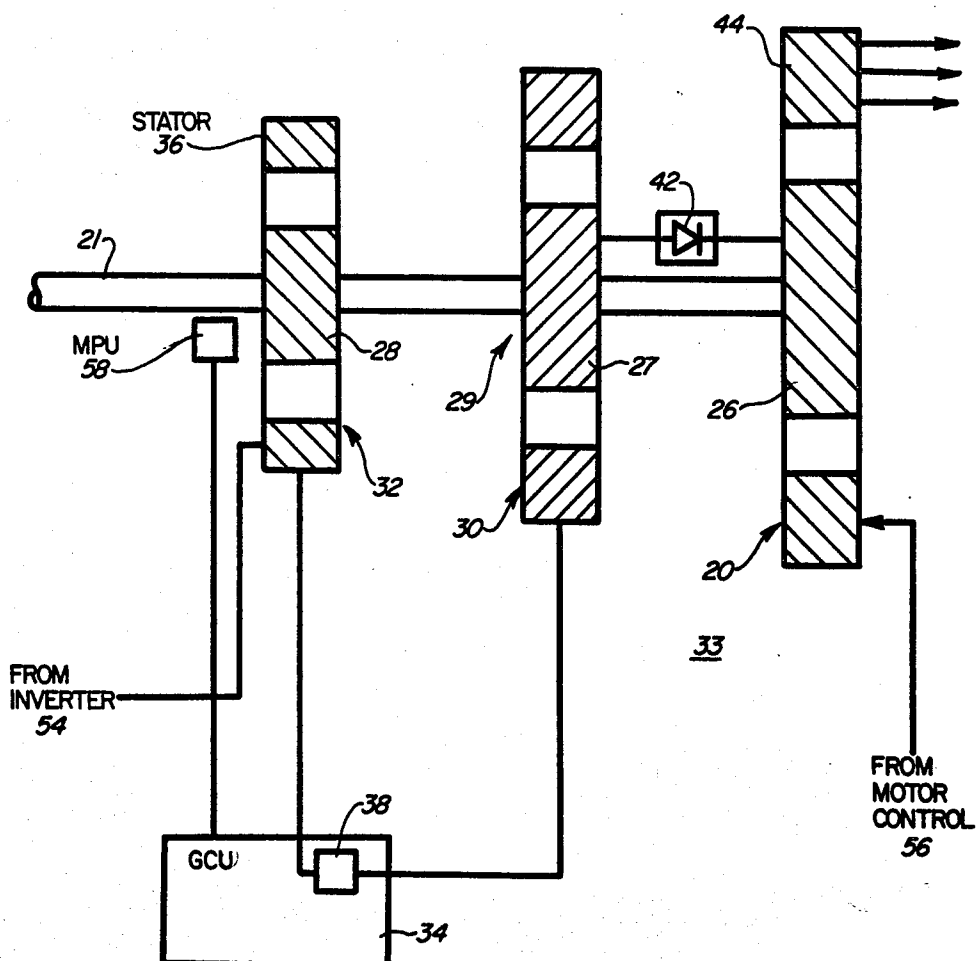 44
STATOR
36
42
21
MPU
58
28
27
29
26
32
30
20
33
FROM
INVERTER
54
FROM
MOTOR
CONTROL
56
38
GCU
34